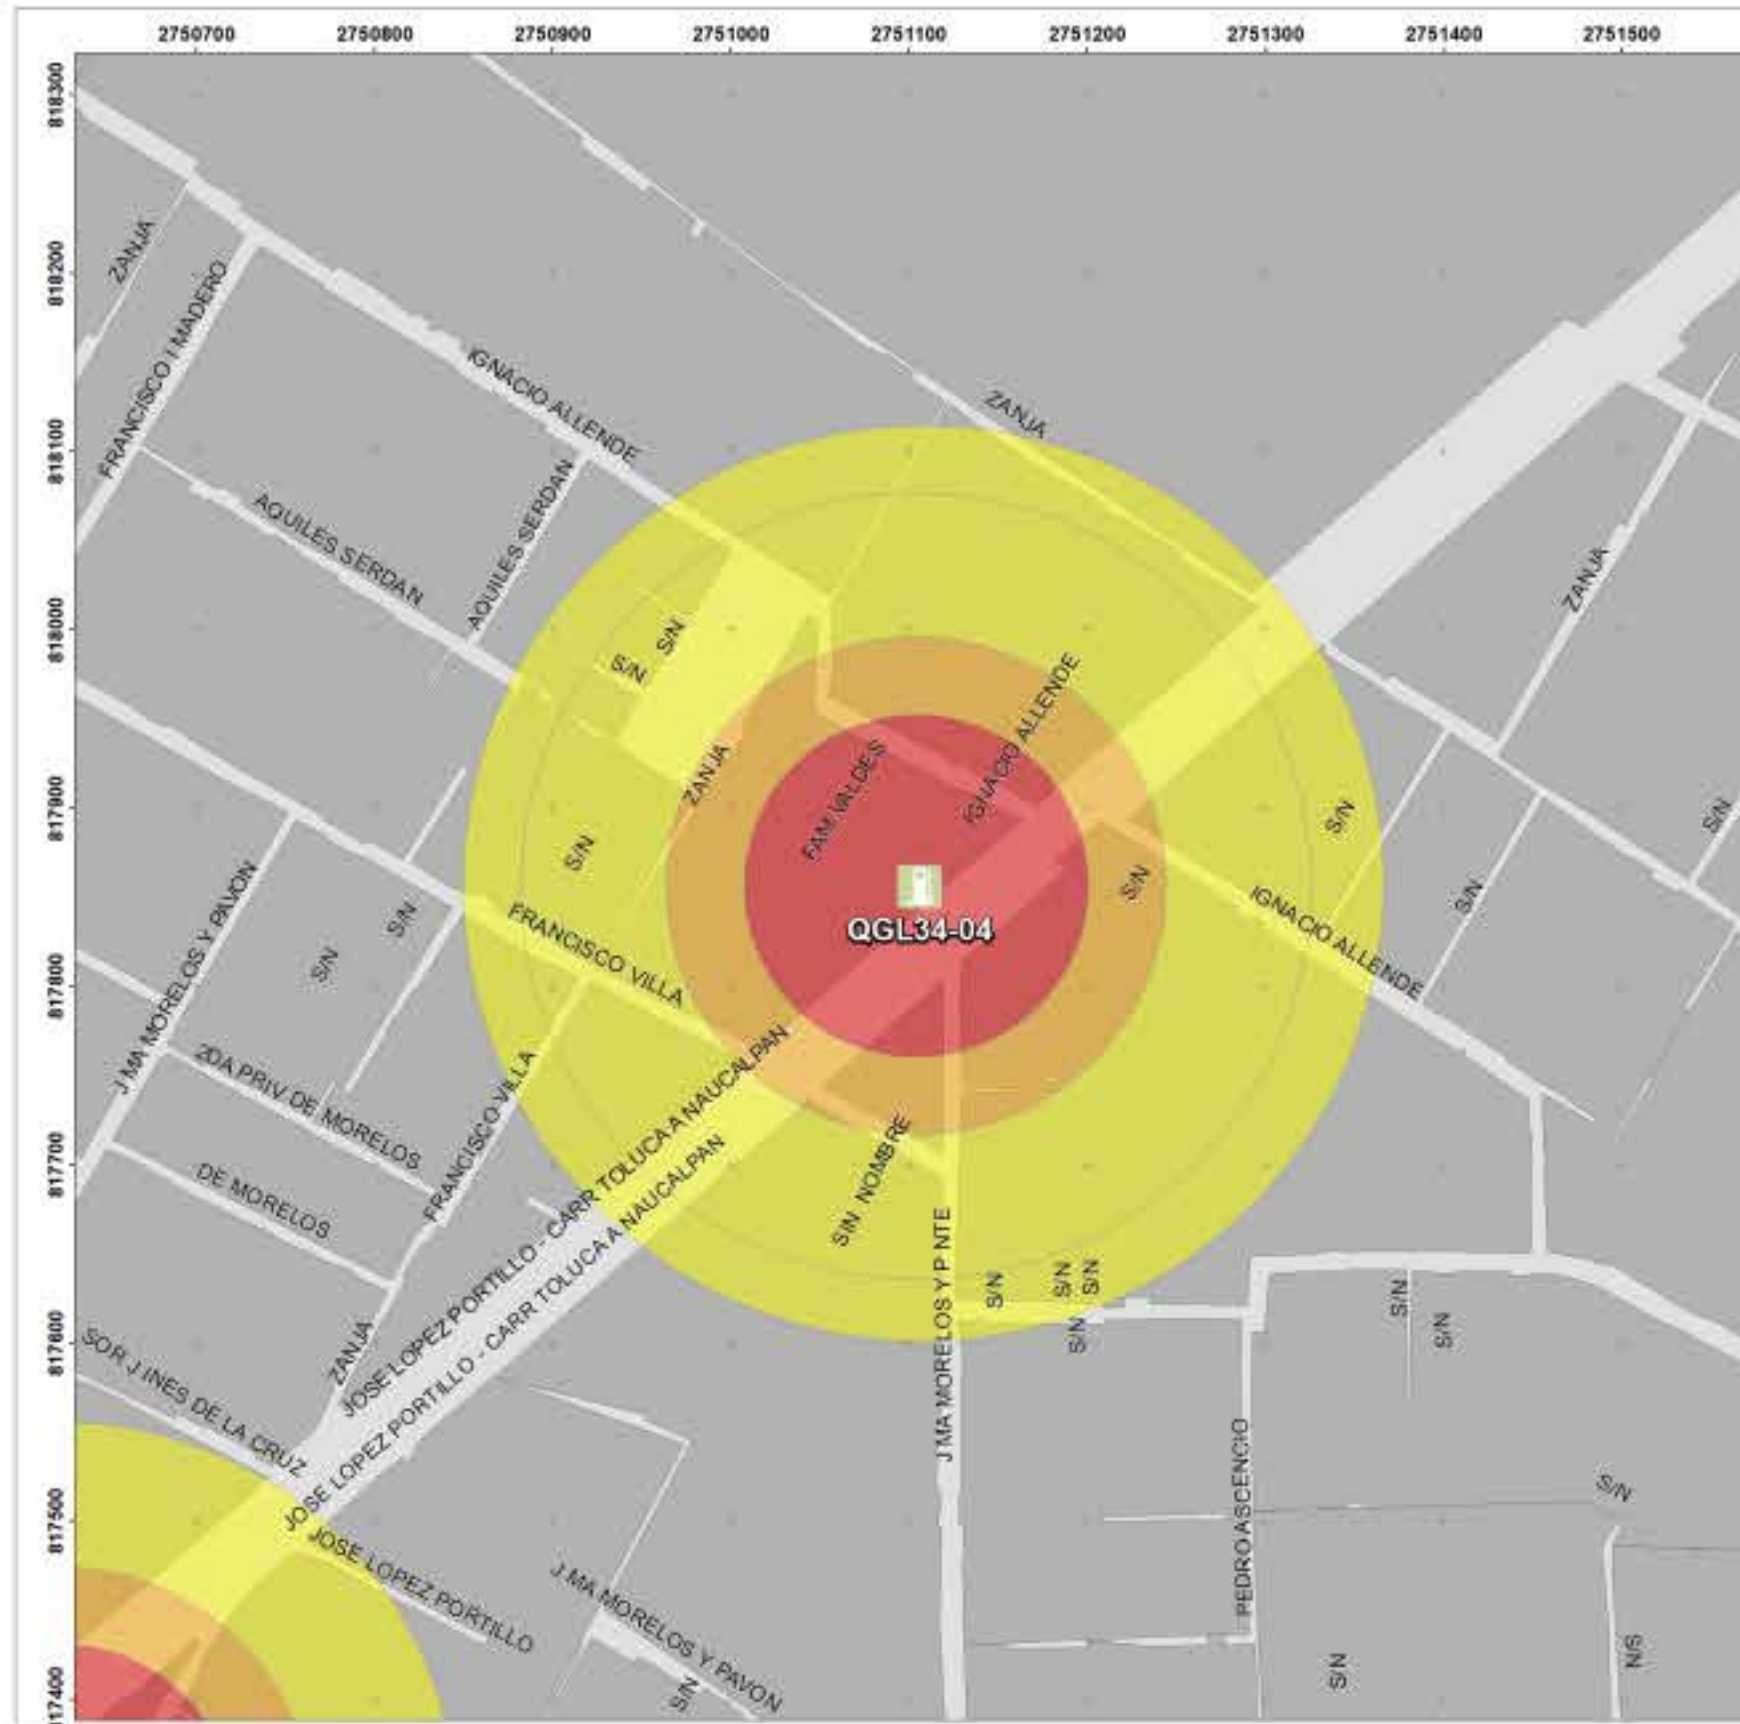 2750700 2750800 2750900 2751000 2751100 2751200 2751300 2751400 2751500
818300
818200
818100
818000
817900
817800
817700
817600
817500
817400
ZANJA
FRANCISCO I MADERO
IGNACIO ALLENDE
ZANJA
AQUILES SERDAN
AQUILES SERDAN
S/N
S/N
ZANJA
IGNACIO ALLENDE
FAM VALDES
ZANJA
S/N
S/N
S/N
S/N
S/N
QGL34-04
IGNACIO ALLENDE
J MA MORELOS Y PAVON
S/N
S/N
FRANCISCO VILLA
2DA PRIV DE MORELOS
FRANCISCO VILLA
DE MORELOS
SIN NOMBRE
JOSE LOPEZ PORTILLO - CARR TOLUCA A NAUCALPAN
JOSE LOPEZ PORTILLO - CARR TOLUCA A NAUCALPAN
J MA MORELOS Y P NTE
S/N
S/N
S/N
S/N
S/N
S/N
ZANJA
SOR J INES DE LA CRUZ
JOSE LOPEZ PORTILLO
PEDRO ASCENCIO
S/N
J MA MORELOS Y PAVON
S/N
S/N
S/N